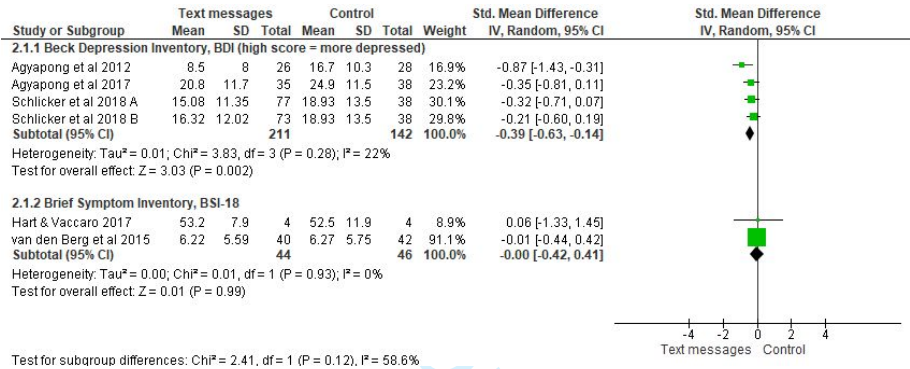 Text messages Control Std. Mean Difference Std. Mean Difference
Study or Subgroup Mean SD Total Mean SD Total Weight IV, Random, 95% CI IV, Random, 95% CI
2.1.1 Beck Depression Inventory, BDI (high score = more depressed)
Agyapong et al 2012 8.5 8 26 16.7 10.3 28 16.9% -0.87 [-1.43, -0.31]
Agyapong et al 2017 20.8 11.7 35 24.9 11.5 38 23.2% -0.35 [-0.81, 0.11]
Schlicker et al 2018 A 15.08 11.35 77 18.93 13.5 38 30.1% -0.32 [-0.71, 0.07]
Schlicker et al 2018 B 16.32 12.02 73 18.93 13.5 38 29.8% -0.21 [-0.60, 0.19]
Subtotal (95% CI) 211 142 100.0% -0.39 [-0.63, -0.14]
Heterogeneity: Tau² = 0.01; Chi² = 3.83, df = 3 (P = 0.28); I² = 22%
Test for overall effect: Z = 3.03 (P = 0.002)
2.1.2 Brief Symptom Inventory, BSI-18
Hart & Vaccaro 2017 53.2 7.9 4 52.5 11.9 4 8.9% 0.06 [-1.33, 1.45]
van den Berg et al 2015 6.22 5.59 40 6.27 5.75 42 91.1% -0.01 [-0.44, 0.42]
Subtotal (95% CI) 44 46 100.0% -0.00 [-0.42, 0.41]
Heterogeneity: Tau² = 0.00; Chi² = 0.01, df = 1 (P = 0.93); I² = 0%
Test for overall effect: Z = 0.01 (P = 0.99)
-4 -2 0 2 4
Text messages Control
Test for subgroup differences: Chi² = 2.41, df = 1 (P = 0.12), I² = 58.6%